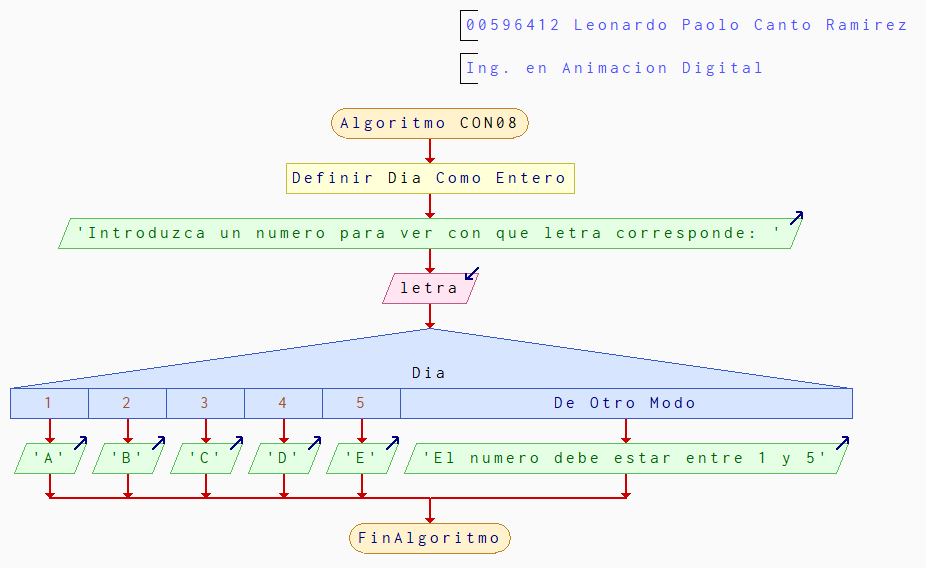 00596412 Leonardo Paolo Canto Ramirez
Ing. en Animacion Digital
Algoritmo CON08
Definir Dia Como Entero
'Introduzca un numero para ver con que letra corresponde: '
letra
Dia
1 2 3 4 5 De Otro Modo
'A' 'B' 'C' 'D' 'E' 'El numero debe estar entre 1 y 5'
FinAlgoritmo